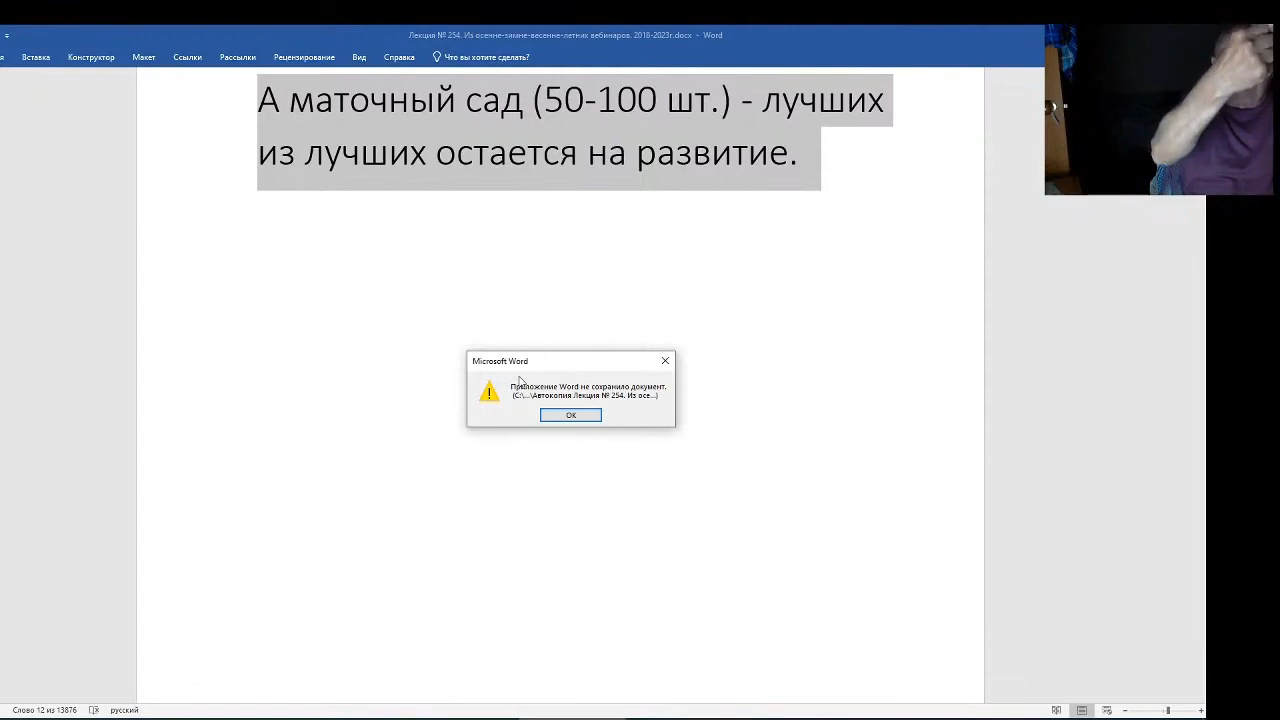 Лекция № 254. Из осенне-зимне-весенне-летних вебинаров. 2018-2023г.docx - Word
я Вставка Конструктор Макет Ссылки Рассылки Рецензирование Вид Справка Что вы хотите сделать?
А маточный сад (50-100 шт.) - лучших
из лучших остается на развитие.
Microsoft Word
Приложение Word не сохранило документ.
(C:\...\Автокопия Лекция № 254. Из осе...)
ОК
Слово 12 из 13876 русский